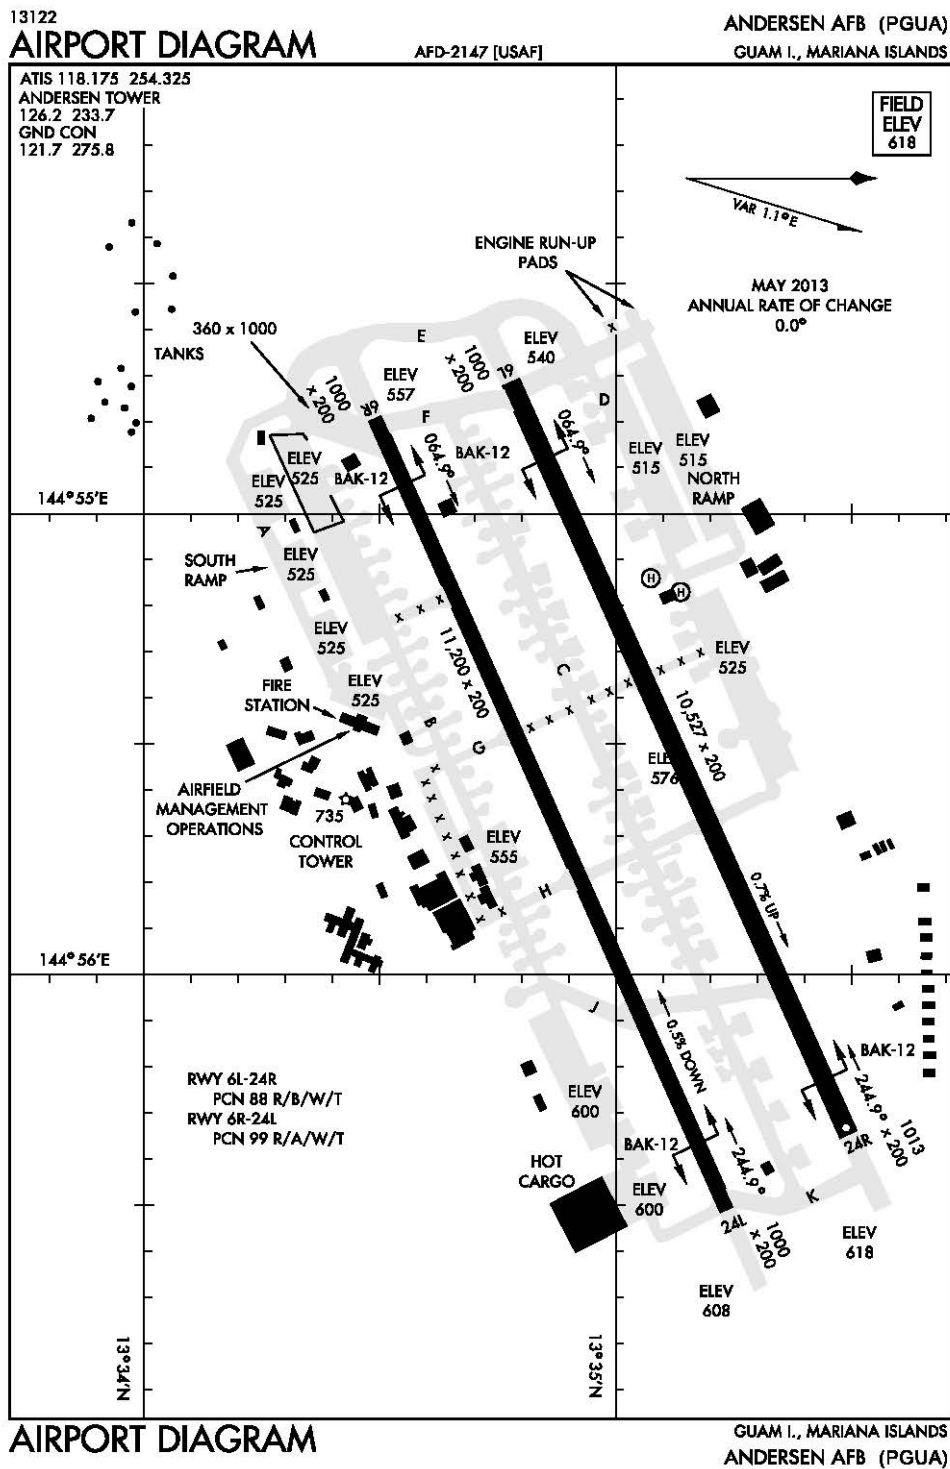 13122
AIRPORT DIAGRAM
AFD-2147 [USAF]
ANDERSEN AFB (PGUA)
GUAM I., MARIANA ISLANDS
ATIS 118.175 254.325
ANDERSEN TOWER
126.2 233.7
GND CON
121.7 275.8
FIELD
ELEV
618
VAR 1.1°E
MAY 2013
ANNUAL RATE OF CHANGE
0.0°
ENGINE RUN-UP
PADS
360 x 1000
TANKS
1000
x 200
ELEV
557
E
1000
x 200
ELEV
540
6R
6L
F
D
064.9°
064.9°
BAK-12
BAK-12
ELEV
525
ELEV
525
ELEV
515
ELEV
515
NORTH
RAMP
144°55'E
A
SOUTH
RAMP
ELEV
525
H
H
ELEV
525
11,200 x 200
C
ELEV
525
FIRE
STATION
ELEV
525
B
G
10,527 x 200
ELEV
576
AIRFIELD
MANAGEMENT
OPERATIONS
735
CONTROL
TOWER
ELEV
555
H
0.7% UP
144°56'E
J
0.5% DOWN
BAK-12
RWY 6L-24R
PCN 88 R/B/W/T
RWY 6R-24L
PCN 99 R/A/W/T
ELEV
600
BAK-12
244.9°
244.9°
24R
1013
x 200
HOT
CARGO
ELEV
600
K
24L
1000
x 200
ELEV
618
ELEV
608
13°34'N
13°35'N
AIRPORT DIAGRAM
GUAM I., MARIANA ISLANDS
ANDERSEN AFB (PGUA)